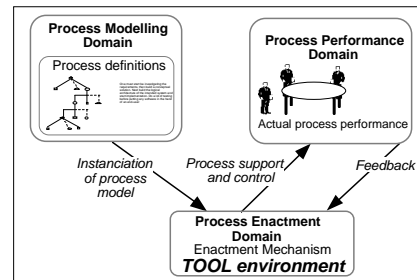 Process Modelling
Domain
Process definitions
Process Performance
Domain
Actual process performance
Instanciation
of process
model
Process support
and control
Feedback
Process Enactment
Domain
Enactment Mechanism
TOOL environment